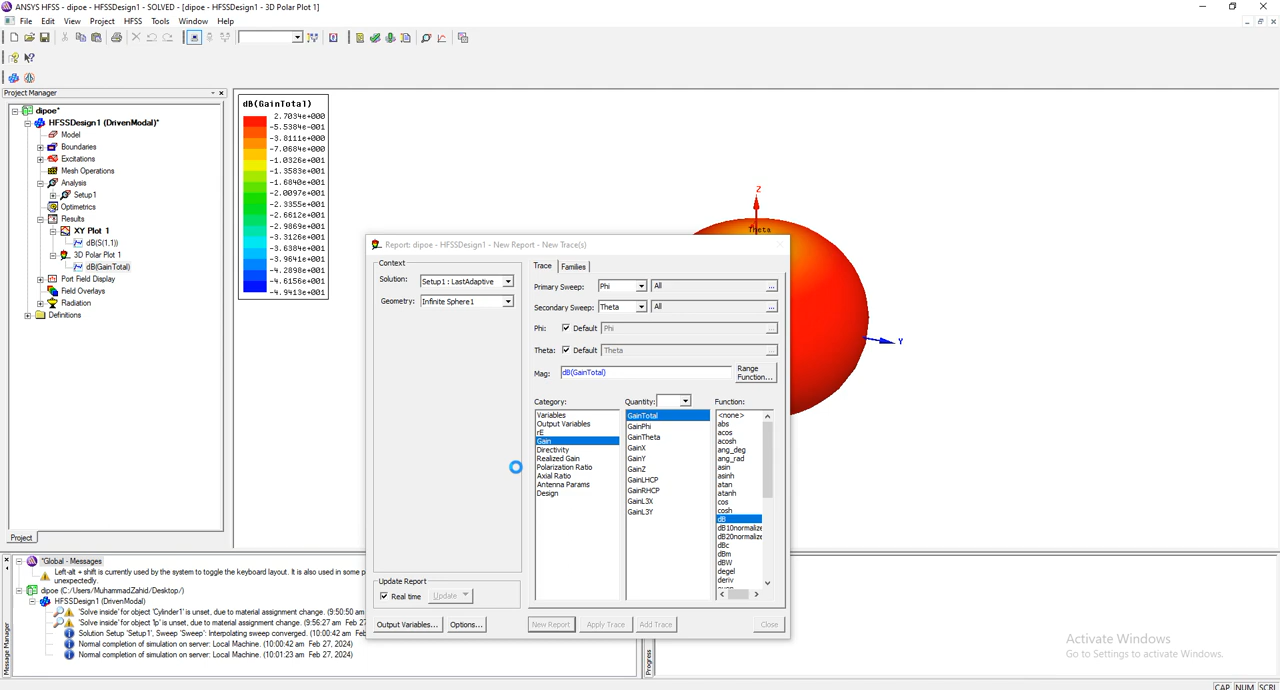 ANSYS HFSS - dipoe - HFSSDesign1 - SOLVED - [dipoe - HFSSDesign1 - 3D Polar Plot 1]
File Edit View Project HFSS Tools Window Help
Project Manager
dipoe*
HFSSDesign1 (DrivenModal)*
Model
Boundaries
Excitations
Mesh Operations
Analysis
Setup1
Optimetrics
Results
XY Plot 1
dB(S(1,1))
3D Polar Plot 1
dB(GainTotal)
Port Field Display
Field Overlays
Radiation
Definitions
Project
dB(GainTotal)
2.7034e+000
-5.5384e-001
-3.8111e+000
-7.0684e+000
-1.0326e+001
-1.3583e+001
-1.6840e+001
-2.0097e+001
-2.3355e+001
-2.6612e+001
-2.9869e+001
-3.3126e+001
-3.6384e+001
-3.9641e+001
-4.2898e+001
-4.6156e+001
-4.9413e+001
Z
Theta
Y
Report: dipoe - HFSSDesign1 - New Report - New Trace(s)
Context
Solution: Setup1 : LastAdaptive
Geometry: Infinite Sphere1
Update Report
Real time Update
Output Variables... Options...
Trace Families
Primary Sweep: Phi All ...
Secondary Sweep: Theta All ...
Phi: Default Phi ...
Theta: Default Theta ...
Mag: dB(GainTotal) Range Function...
Category: Quantity: Function:
Variables
Output Variables
rE
Gain
Directivity
Realized Gain
Polarization Ratio
Axial Ratio
Antenna Params
Design
GainTotal
GainPhi
GainTheta
GainX
GainY
GainZ
GainLHCP
GainRHCP
GainL3X
GainL3Y
<none>
abs
acos
acosh
ang_deg
ang_rad
asin
asinh
atan
atanh
cos
cosh
dB
dB10normalize
dB20normalize
dBc
dBm
dBW
degel
deriv
New Report Apply Trace Add Trace Close
*Global - Messages
Left-alt + shift is currently used by the system to toggle the keyboard layout. It is also used in some p
unexpectedly.
dipoe (C:/Users/MuhammadZahid/Desktop/)
HFSSDesign1 (DrivenModal)
'Solve inside' for object 'Cylinder1' is unset, due to material assignment change. (9:50:50 am
'Solve inside' for object 'lp' is unset, due to material assignment change. (9:56:27 am Feb 27
Solution Setup 'Setup1', Sweep 'Sweep': Interpolating sweep converged. (10:00:42 am Feb
Normal completion of simulation on server: Local Machine. (10:00:42 am Feb 27, 2024)
Normal completion of simulation on server: Local Machine. (10:01:23 am Feb 27, 2024)
Message Manager
Progress
Activate Windows
Go to Settings to activate Windows.
CAP NUM SCRL